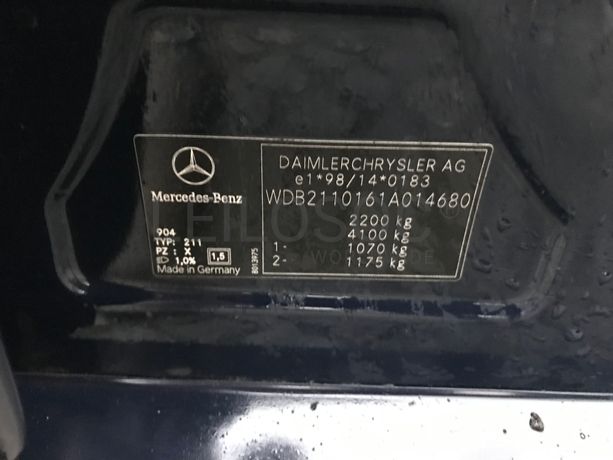 DAIMLERCHRYSLER AG
e1*98/14*0183
WDB2110161A014680
2200 kg
4100 kg
1- 1070 kg
2- 1175 kg
Mercedes-Benz
904
TYP: 211
PZ : X
1,0% 1,5
Made in Germany
8013975